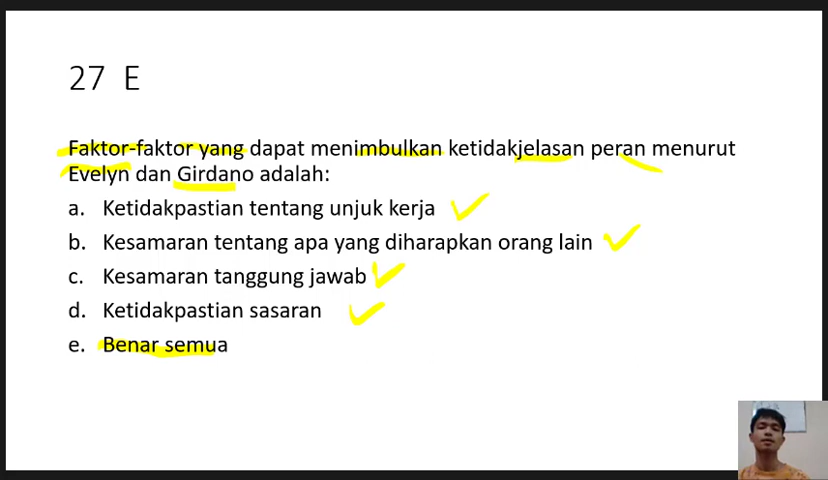 27 E
Faktor-faktor yang dapat menimbulkan ketidakjelasan peran menurut
Evelyn dan Girdano adalah:
a. Ketidakpastian tentang unjuk kerja
b. Kesamaran tentang apa yang diharapkan orang lain
c. Kesamaran tanggung jawab
d. Ketidakpastian sasaran
e. Benar semua